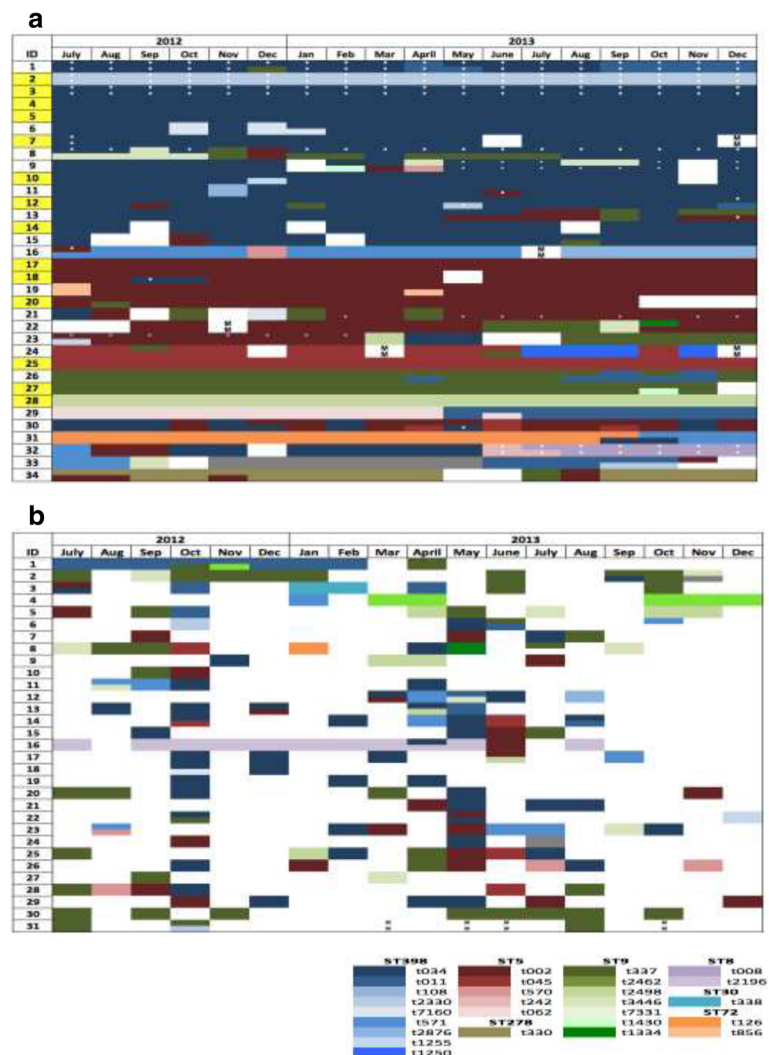 a
2012 2013
ID July Aug Sep Oct Nov Dec Jan Feb Mar April May June July Aug Sep Oct Nov Dec
1
2
3
4
5
6
7 M
M
8
9
10
11
12
13
14
15
16 M
M
17
18
19
20
21
22 M
M
23
24 M M
M M
25
26
27
28
29
30
31
32
33
34
b
2012 2013
ID July Aug Sep Oct Nov Dec Jan Feb Mar April May June July Aug Sep Oct Nov Dec
1
2
3
4
5
6
7
8
9
10
11
12
13
14
15
16
17
18
19
20
21
22
23
24
25
26
27
28
29
30
31
ST398 ST5 ST9 ST8
t034 t002 t337 t008
t011 t045 t2462 t2196
t108 t570 t2498 ST30
t2330 t242 t3446 t338
t7160 t062 t7331 ST72
t571 ST278 t1430 t126
t2876 t330 t1334 t856
t1255
t1250